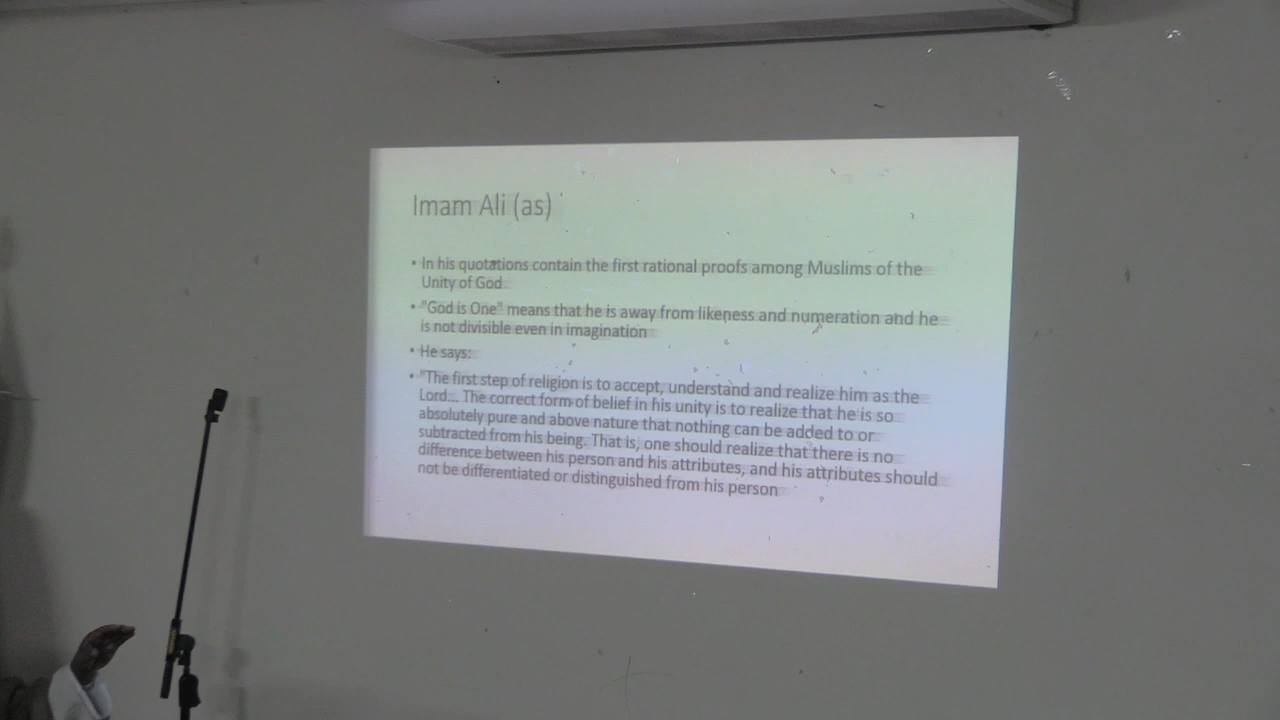 Imam Ali (as)
• In his quotations contain the first rational proofs among Muslims of the
Unity of God
• "God is One" means that he is away from likeness and numeration and he
is not divisible even in imagination
• He says:
• "The first step of religion is to accept, understand and realize him as the
Lord... The correct form of belief in his unity is to realize that he is so
absolutely pure and above nature that nothing can be added to or
subtracted from his being. That is, one should realize that there is no
difference between his person and his attributes, and his attributes should
not be differentiated or distinguished from his person